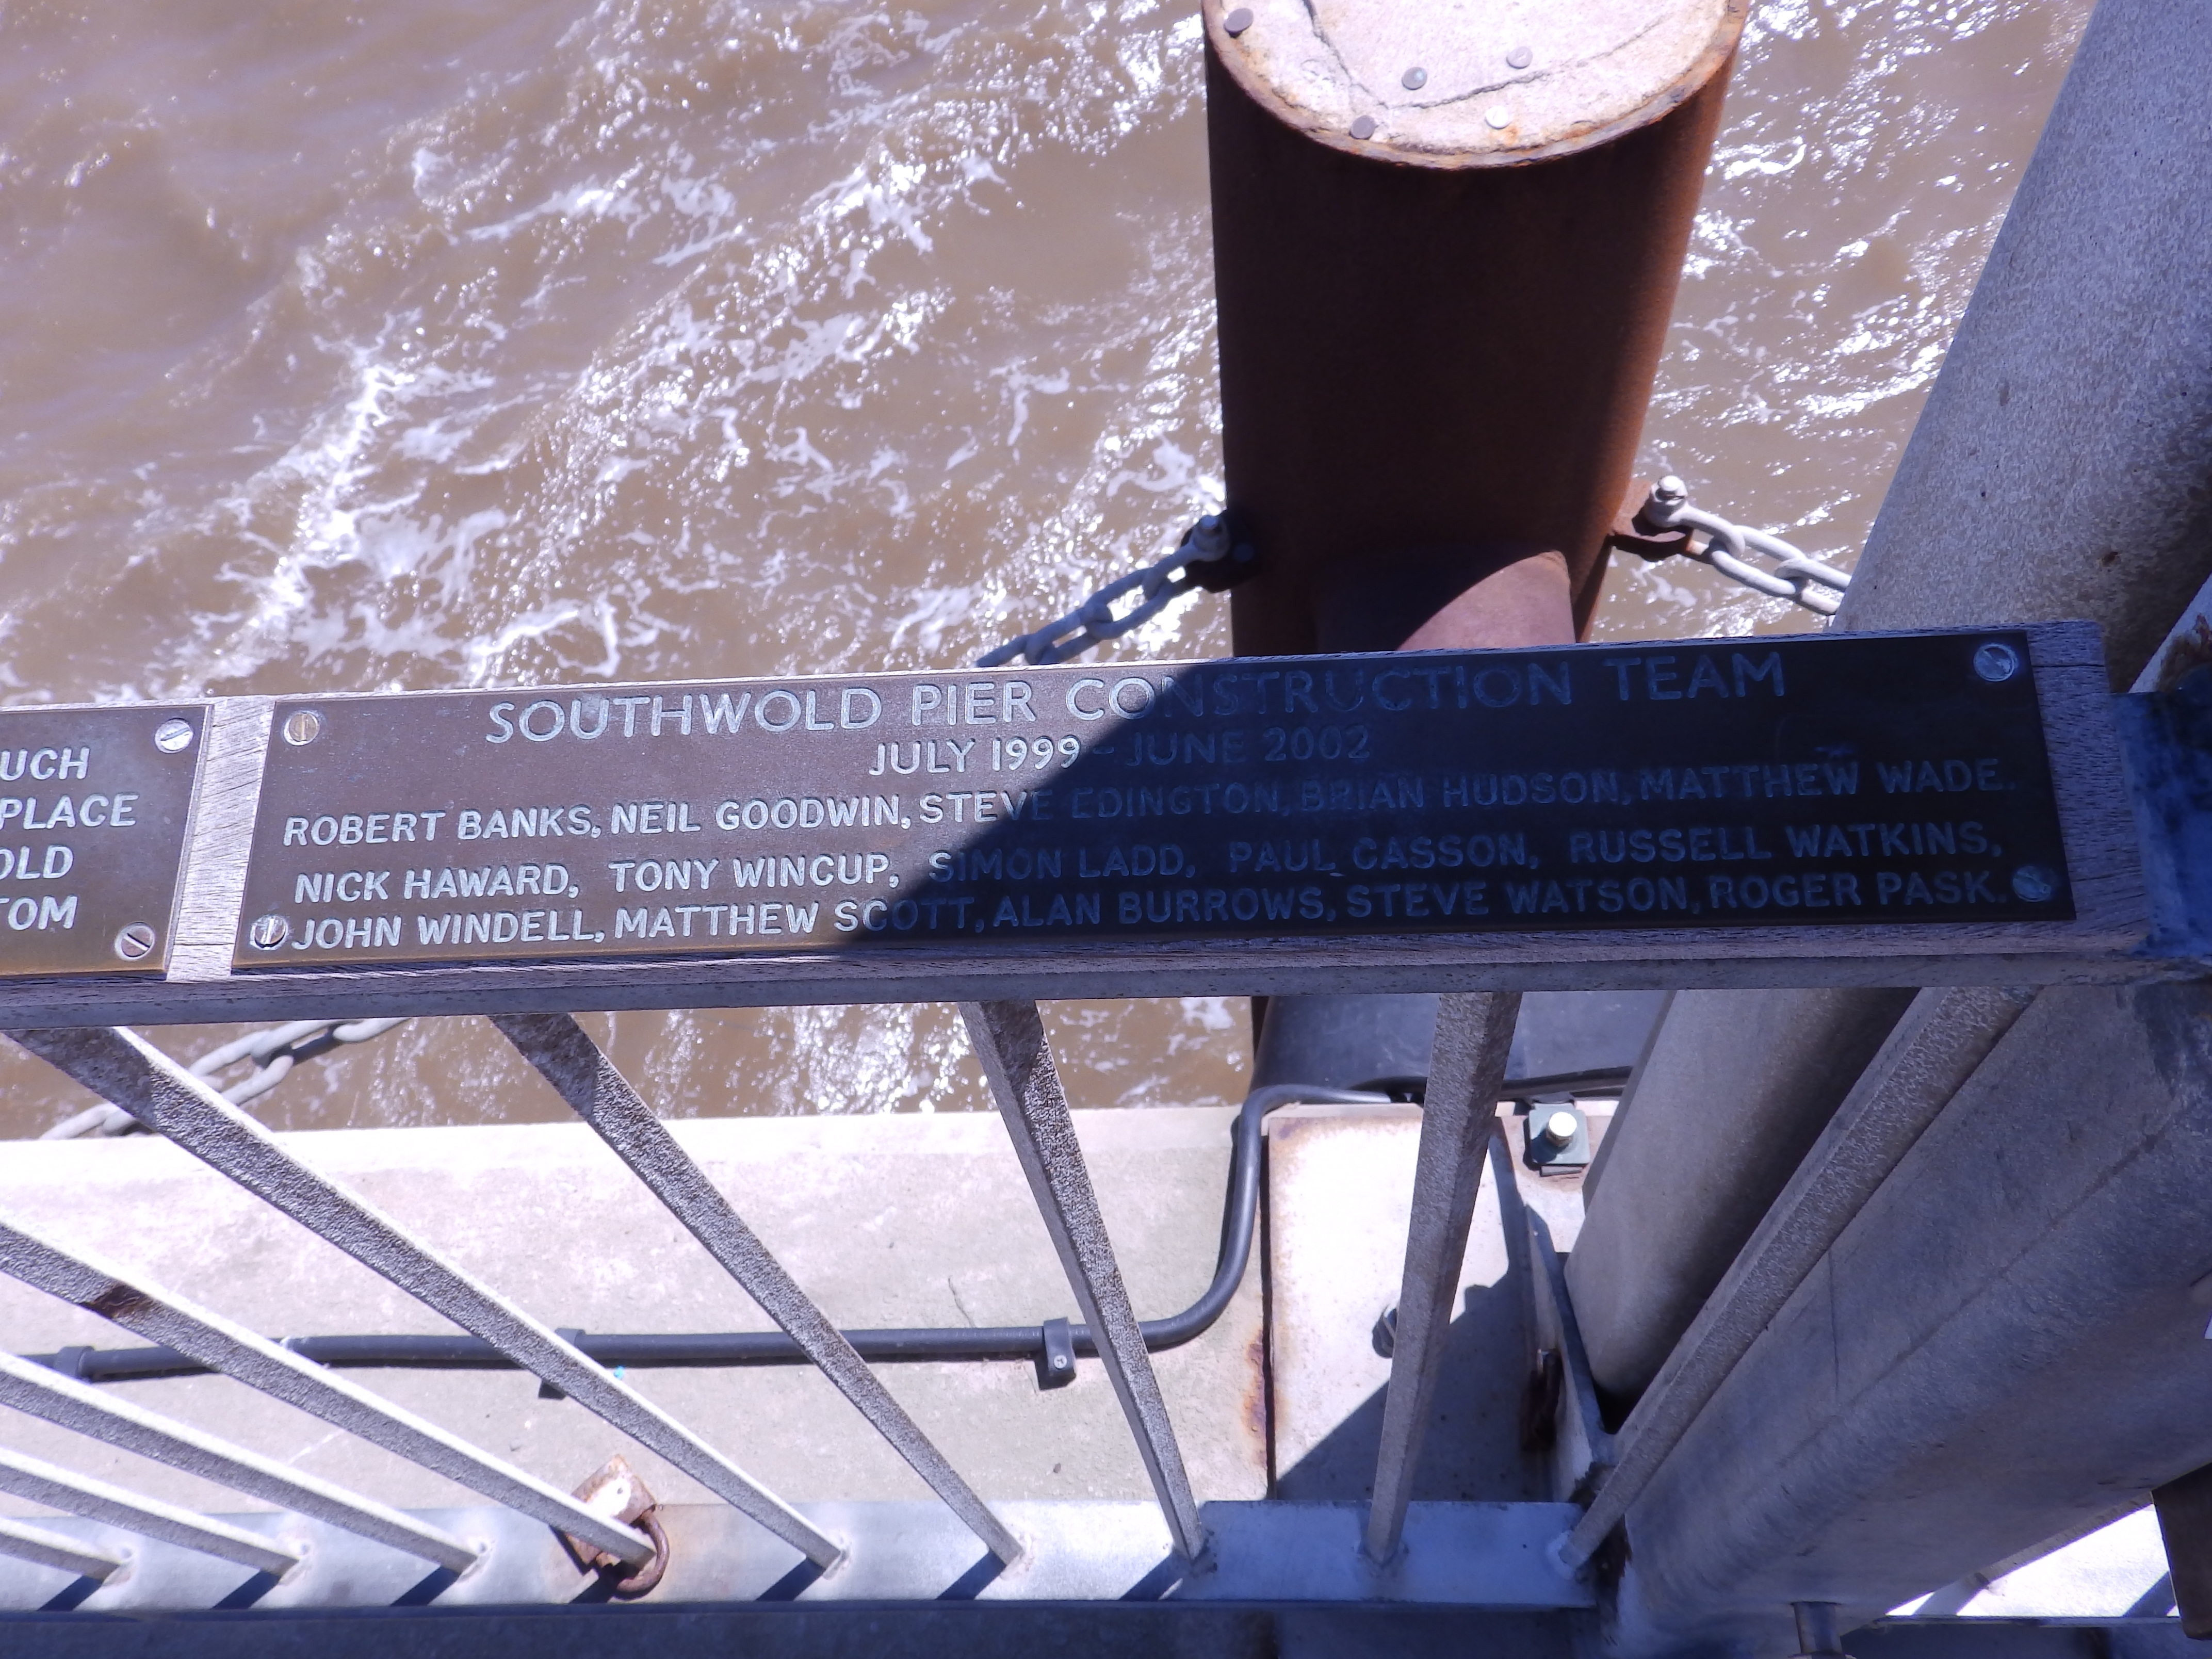 UCH
PLACE
OLD
TOM
SOUTHWOLD PIER CONSTRUCTION TEAM
JULY 1999 - JUNE 2002
ROBERT BANKS, NEIL GOODWIN, STEVE EDINGTON, BRIAN HUDSON, MATTHEW WADE.
NICK HAWARD, TONY WINCUP, SIMON LADD, PAUL CASSON, RUSSELL WATKINS,
JOHN WINDELL, MATTHEW SCOTT, ALAN BURROWS, STEVE WATSON, ROGER PASK.